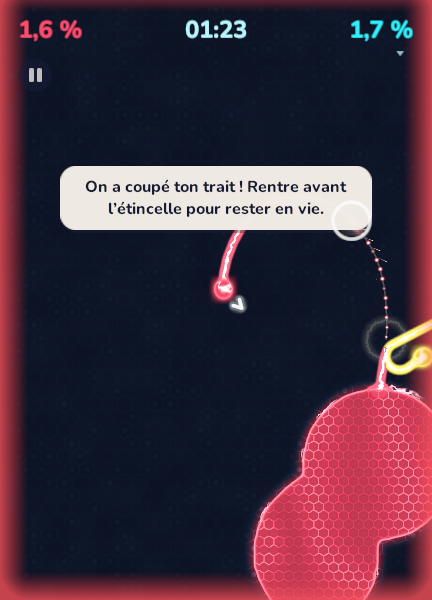 1,6 % 01:23 1,7 %
On a coupé ton trait ! Rentre avant
l’étincelle pour rester en vie.